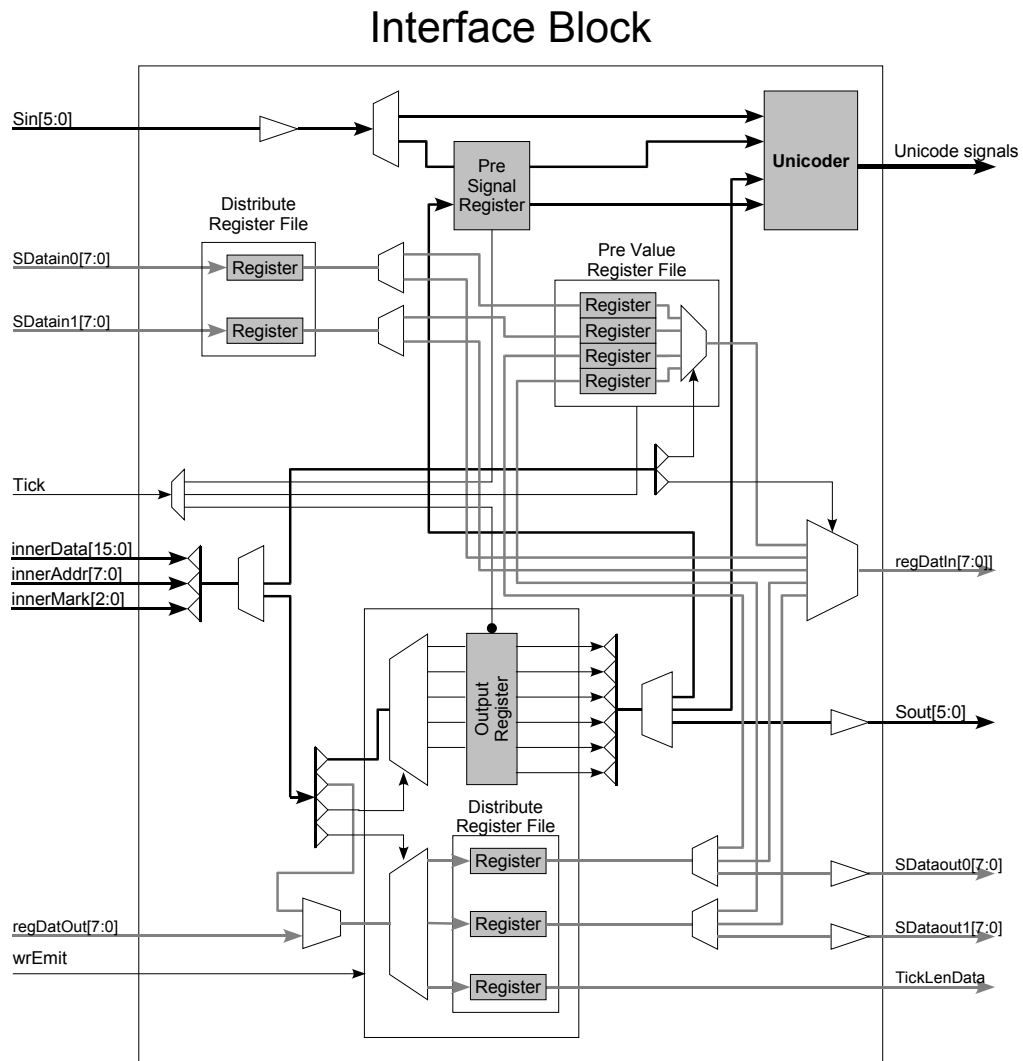 Interface Block
Sin[5:0]
Pre
Signal
Register
Unicoder
Unicode signals
Distribute
Register File
SDatain0[7:0]
Register
SDatain1[7:0]
Register
Pre Value
Register File
Register
Register
Register
Register
Tick
innerData[15:0]
innerAddr[7:0]
innerMark[2:0]
regDatIn[7:0]]
Output
Register
Sout[5:0]
Distribute
Register File
Register
SDataout0[7:0]
regDatOut[7:0]
Register
SDataout1[7:0]
wrEmit
Register
TickLenData